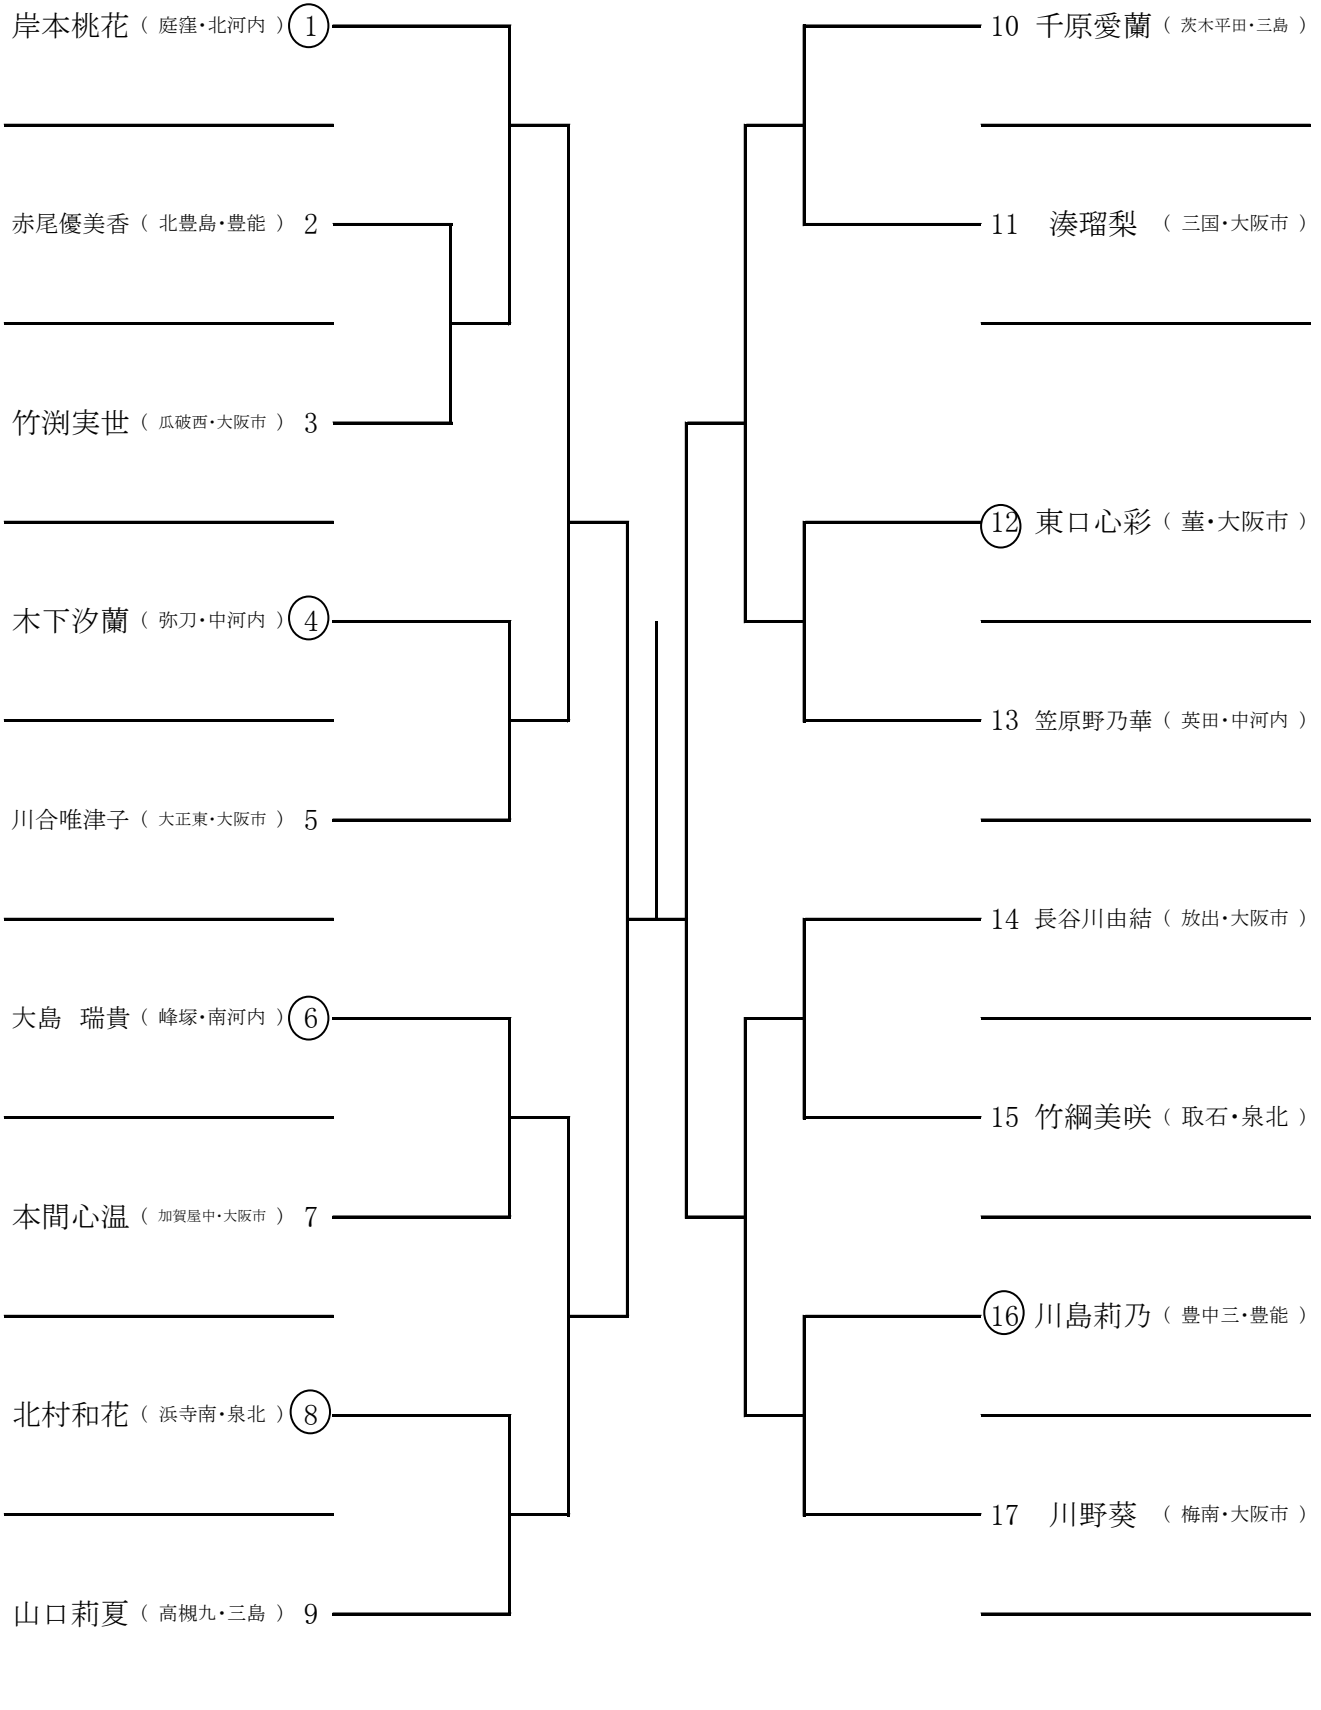 岸本桃花 ( 庭窪・北河内 ) 1
赤尾優美香 ( 北豊島・豊能 ) 2
竹渕実世 ( 瓜破西・大阪市 ) 3
木下汐蘭 ( 弥刀・中河内 ) 4
川合唯津子 ( 大正東・大阪市 ) 5
大島 瑞貴 ( 峰塚・南河内 ) 6
本間心温 ( 加賀屋中・大阪市 ) 7
北村和花 ( 浜寺南・泉北 ) 8
山口莉夏 ( 高槻九・三島 ) 9
10 千原愛蘭 ( 茨木平田・三島 )
11 湊瑠梨 ( 三国・大阪市 )
12 東口心彩 ( 菫・大阪市 )
13 笠原野乃華 ( 英田・中河内 )
14 長谷川由結 ( 放出・大阪市 )
15 竹綱美咲 ( 取石・泉北 )
16 川島莉乃 ( 豊中三・豊能 )
17 川野葵 ( 梅南・大阪市 )